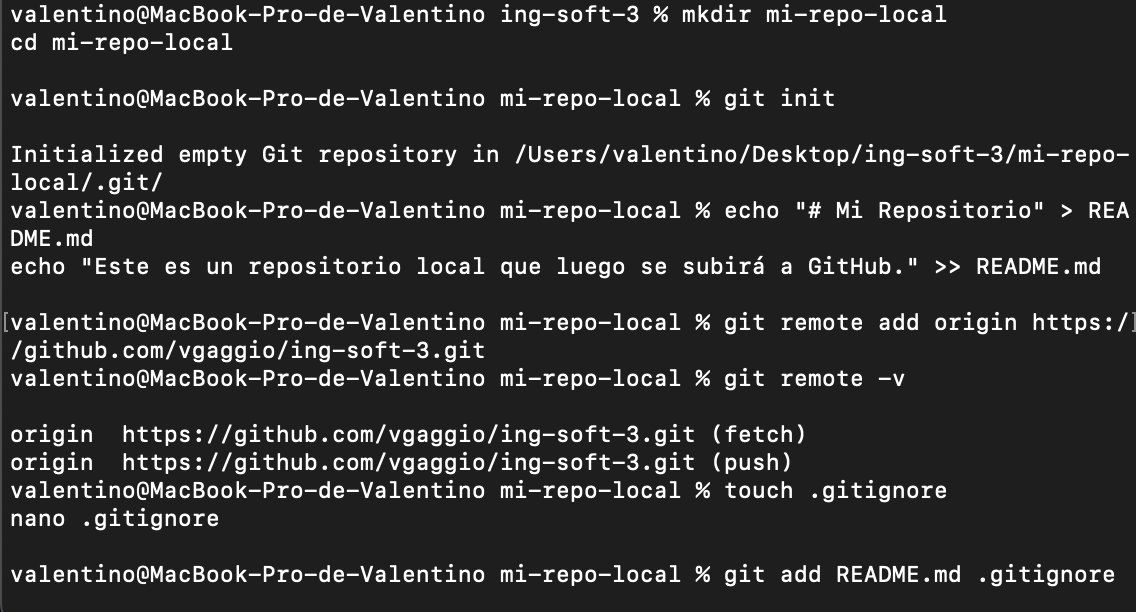 valentino@MacBook-Pro-de-Valentino ing-soft-3 % mkdir mi-repo-local
cd mi-repo-local
valentino@MacBook-Pro-de-Valentino mi-repo-local % git init
Initialized empty Git repository in /Users/valentino/Desktop/ing-soft-3/mi-repo-
local/.git/
valentino@MacBook-Pro-de-Valentino mi-repo-local % echo "# Mi Repositorio" > REA
DME.md
echo "Este es un repositorio local que luego se subirá a GitHub." >> README.md
[valentino@MacBook-Pro-de-Valentino mi-repo-local % git remote add origin https:/]
/github.com/vgaggio/ing-soft-3.git
valentino@MacBook-Pro-de-Valentino mi-repo-local % git remote -v
origin  https://github.com/vgaggio/ing-soft-3.git (fetch)
origin  https://github.com/vgaggio/ing-soft-3.git (push)
valentino@MacBook-Pro-de-Valentino mi-repo-local % touch .gitignore
nano .gitignore
valentino@MacBook-Pro-de-Valentino mi-repo-local % git add README.md .gitignore